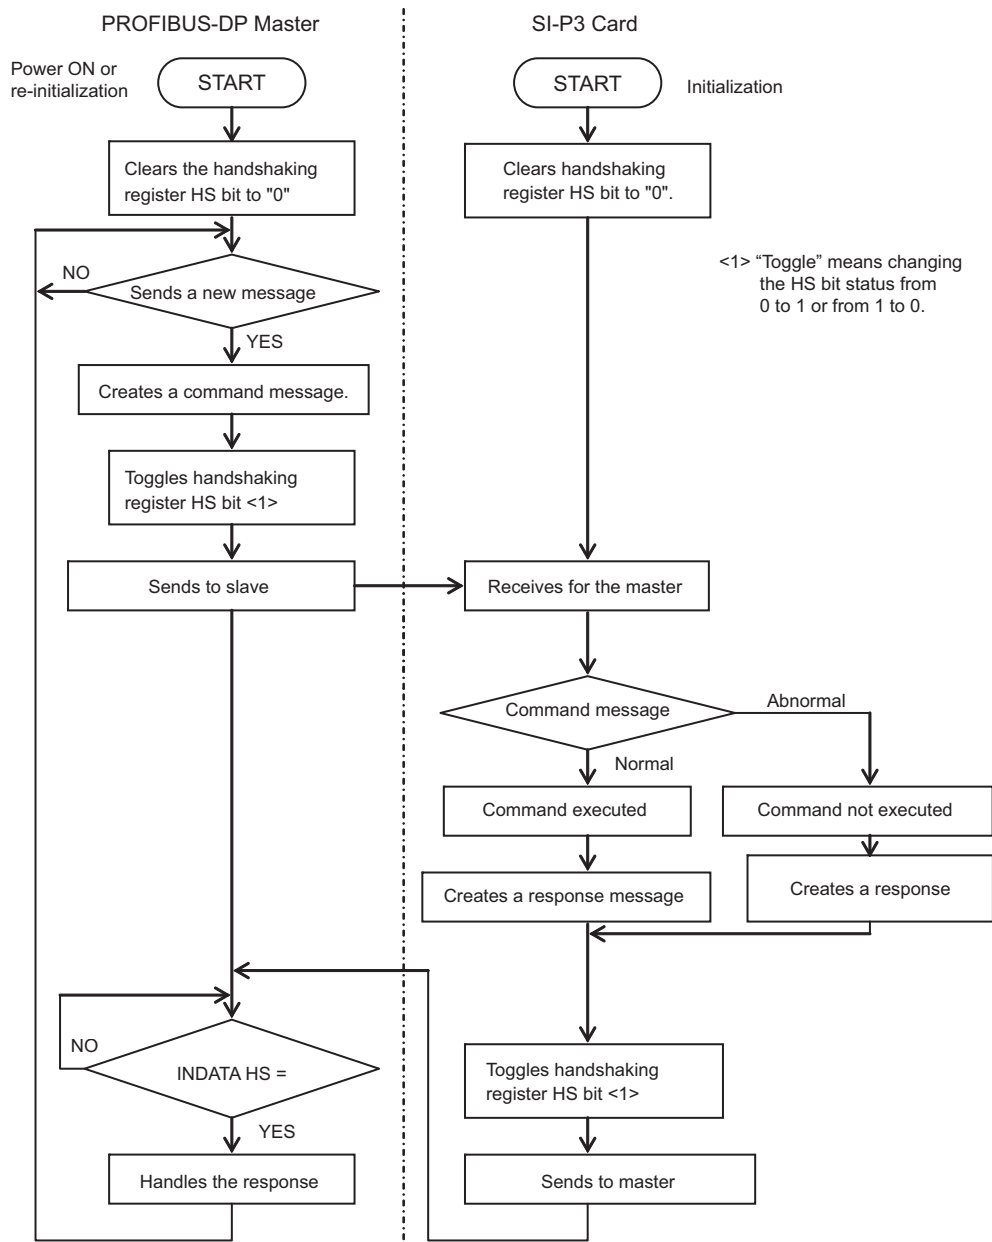 PROFIBUS-DP Master
SI-P3 Card
Power ON or
re-initialization
START
START
Initialization
Clears the handshaking
register HS bit to "0"
Clears handshaking
register HS bit to "0".
<1> “Toggle” means changing
the HS bit status from
0 to 1 or from 1 to 0.
NO
Sends a new message
YES
Creates a command message.
Toggles handshaking
register HS bit <1>
Sends to slave
Receives for the master
Command message
Abnormal
Normal
Command executed
Command not executed
Creates a response message
Creates a response
NO
INDATA HS =
YES
Toggles handshaking
register HS bit <1>
Handles the response
Sends to master